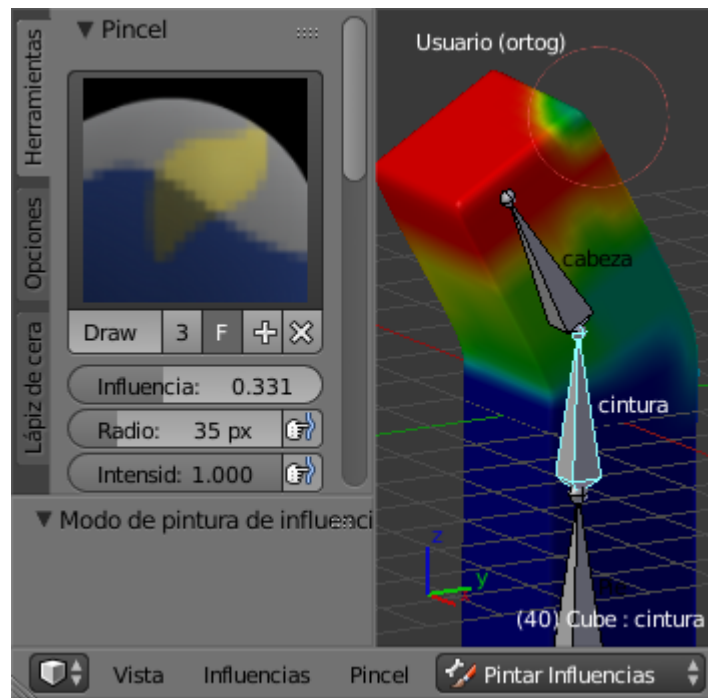 Herramientas
Opciones
Lápiz de cera
Pincel
Draw 3 F
Influencia: 0.331
Radio: 35 px
Intensid: 1.000
Modo de pintura de influenci
Usuario (ortog)
cabeza
cintura
z
y
x
(40) Cube : cintura
Vista Influencias Pincel Pintar Influencias